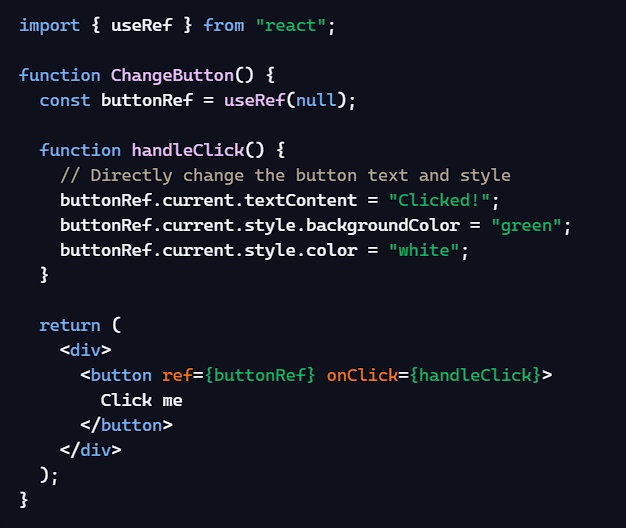 import { useRef } from "react";

function ChangeButton() {
  const buttonRef = useRef(null);

  function handleClick() {
    // Directly change the button text and style
    buttonRef.current.textContent = "Clicked!";
    buttonRef.current.style.backgroundColor = "green";
    buttonRef.current.style.color = "white";
  }

  return (
    <div>
      <button ref={buttonRef} onClick={handleClick}>
        Click me
      </button>
    </div>
  );
}